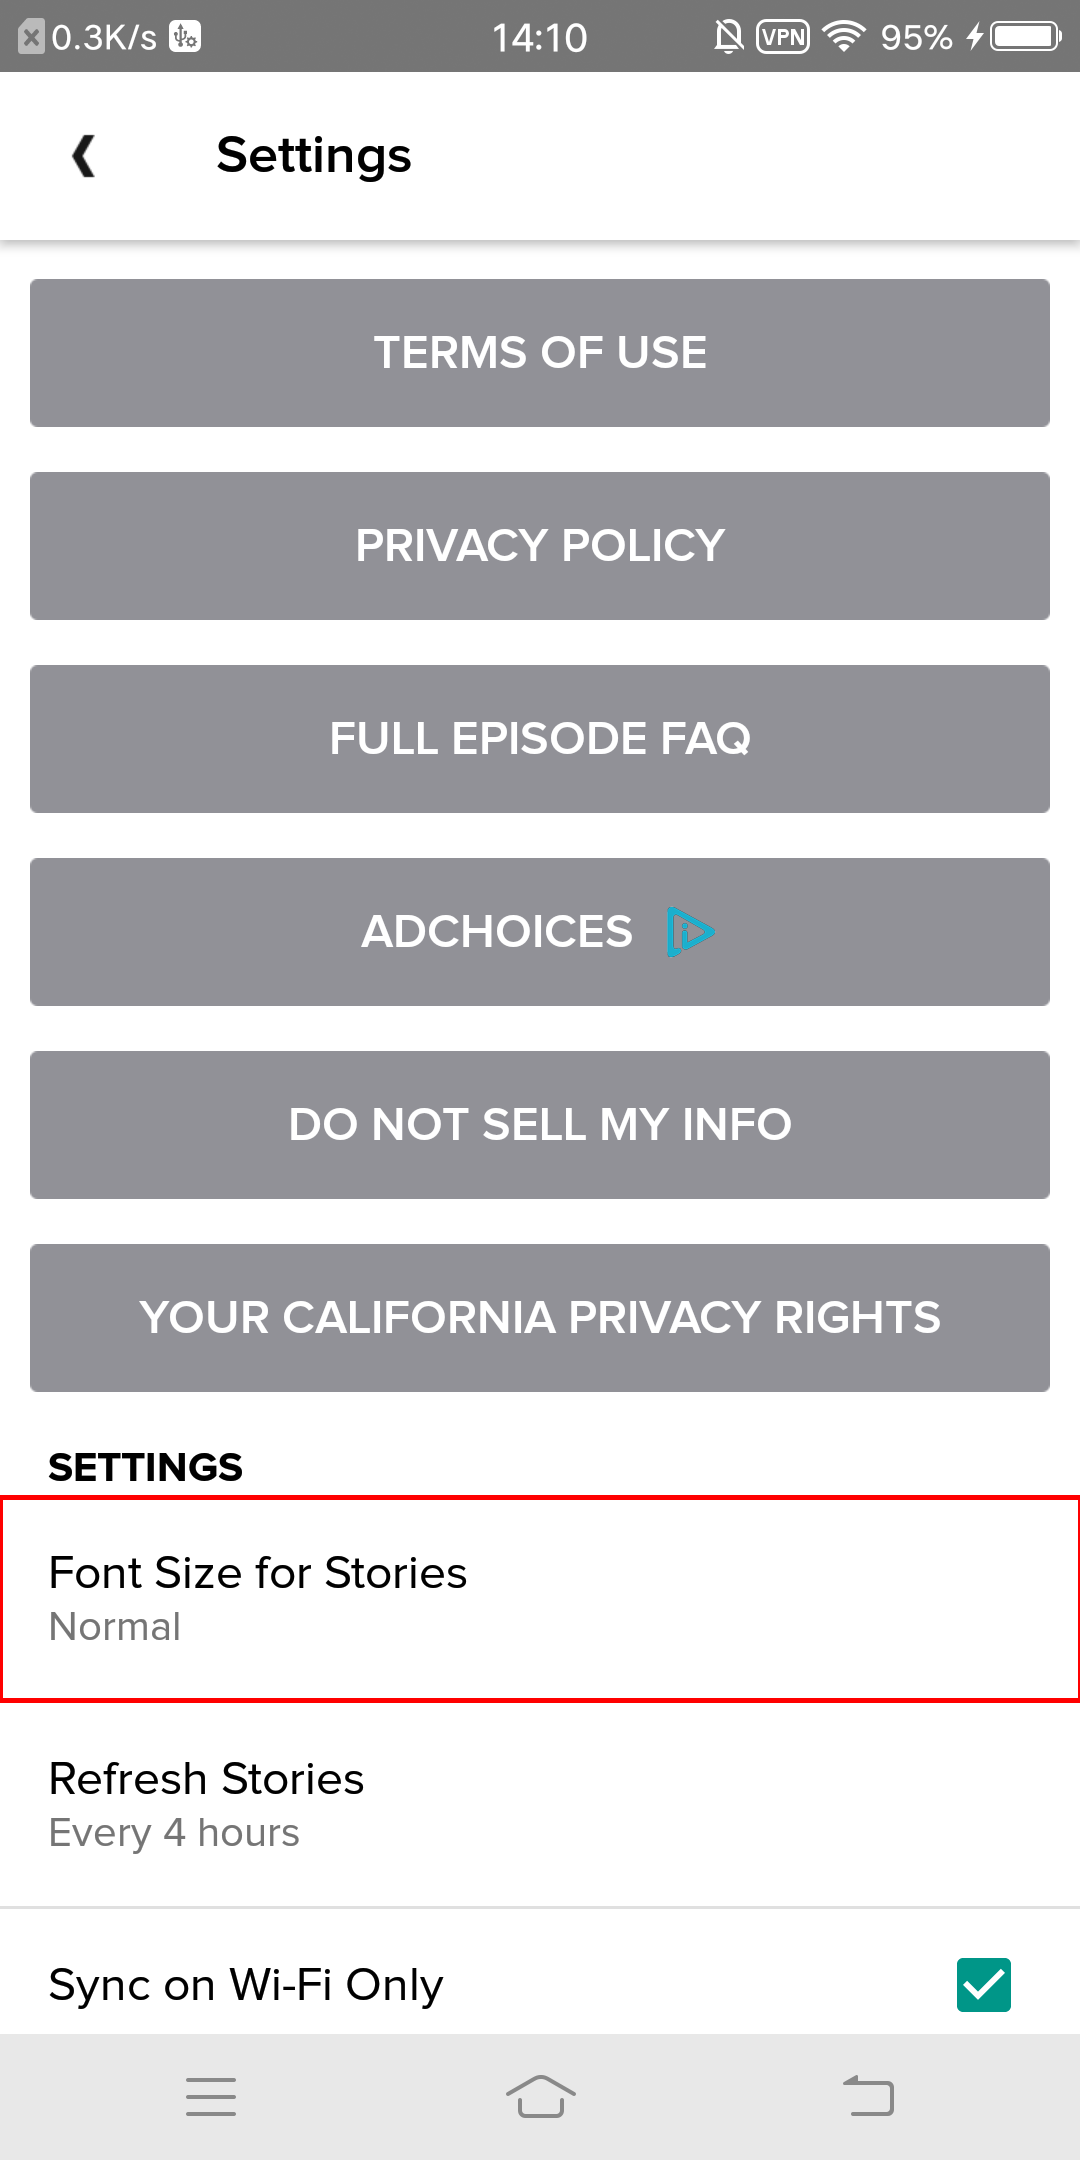 0.3K/s 14:10 VPN 95%
Settings
TERMS OF USE
PRIVACY POLICY
FULL EPISODE FAQ
ADCHOICES
DO NOT SELL MY INFO
YOUR CALIFORNIA PRIVACY RIGHTS
SETTINGS
Font Size for Stories
Normal
Refresh Stories
Every 4 hours
Sync on Wi-Fi Only